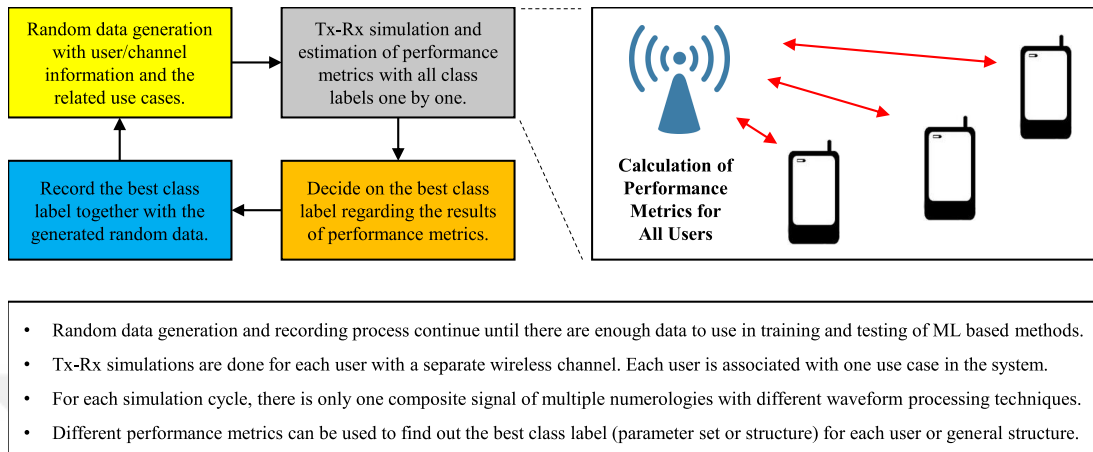 Random data generation
with user/channel
information and the
related use cases.
Tx-Rx simulation and
estimation of performance
metrics with all class
labels one by one.
Record the best class
label together with the
generated random data.
Decide on the best class
label regarding the results
of performance metrics.
Calculation of
Performance
Metrics for
All Users
• Random data generation and recording process continue until there are enough data to use in training and testing of ML based methods.
• Tx-Rx simulations are done for each user with a separate wireless channel. Each user is associated with one use case in the system.
• For each simulation cycle, there is only one composite signal of multiple numerologies with different waveform processing techniques.
• Different performance metrics can be used to find out the best class label (parameter set or structure) for each user or general structure.